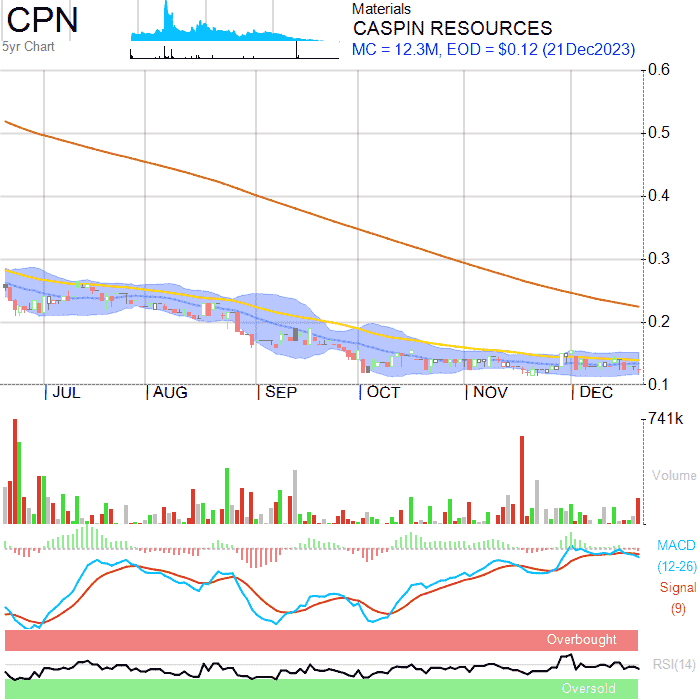 CPN
5yr Chart
Materials
CASPIN RESOURCES
MC = 12.3M, EOD = $0.12 (21Dec2023)
0.6
0.5
0.4
0.3
0.2
0.1
JUL AUG SEP OCT NOV DEC
741k
Volume
MACD
(12-26)
Signal
(9)
Overbought
RSI(14)
Oversold